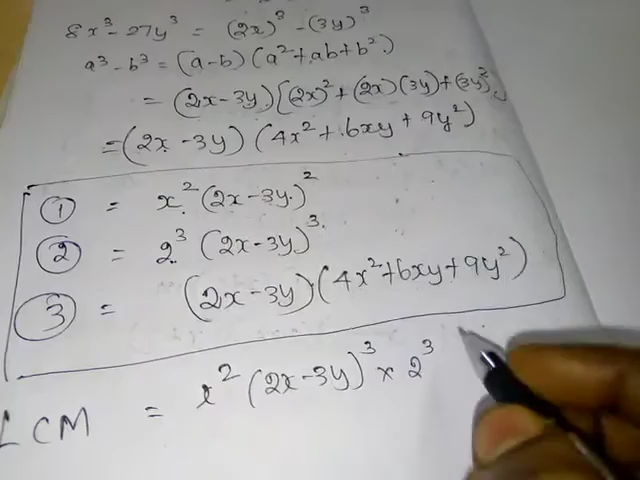 8x³ - 27y³ = (2x)³ - (3y)³
a³ - b³ = (a-b) (a² + ab + b²)
= (2x - 3y) [(2x)² + (2x) (3y) + (3y)²]
= (2x - 3y) (4x² + 6xy + 9y²)
① = x² (2x - 3y)²
② = 2³ (2x - 3y)³
③ = (2x - 3y) (4x² + 6xy + 9y²)
LCM = x² (2x - 3y)³ × 2³